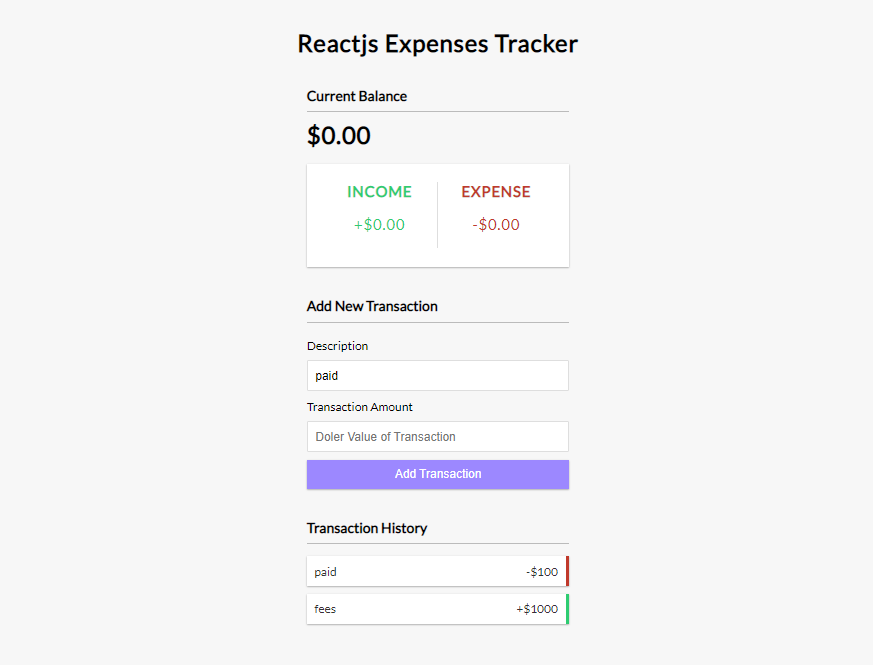 Reactjs Expenses Tracker
Current Balance
$0.00
INCOME EXPENSE
+$0.00 -$0.00
Add New Transaction
Description
paid
Transaction Amount
Doler Value of Transaction
Add Transaction
Transaction History
paid -$100
fees +$1000